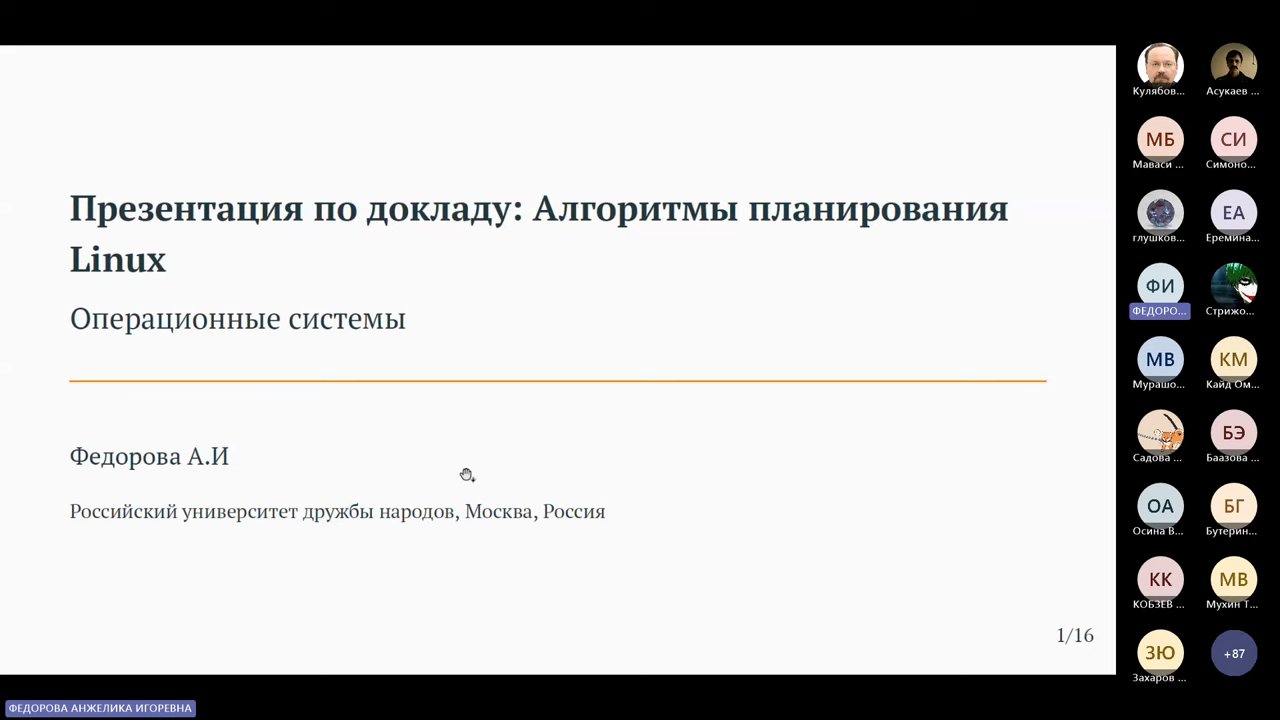 Презентация по докладу: Алгоритмы планирования
Linux
Операционные системы
Федорова А.И
Российский университет дружбы народов, Москва, Россия
1/16
ФЕДОРОВА АНЖЕЛИКА ИГОРЕВНА
Кулябов...
Асукаев ...
МБ
Маваси ...
СИ
Симоно...
глушков...
ЕА
Еремина...
ФИ
ФЕДОРО...
Стрижо...
МВ
Мурашо...
КМ
Кайд Ом...
Садова ...
БЭ
Баазова ...
ОА
Осина В...
БГ
Бутерин...
КК
КОБЗЕВ ...
МВ
Мухин Т...
ЗЮ
Захаров ...
+87